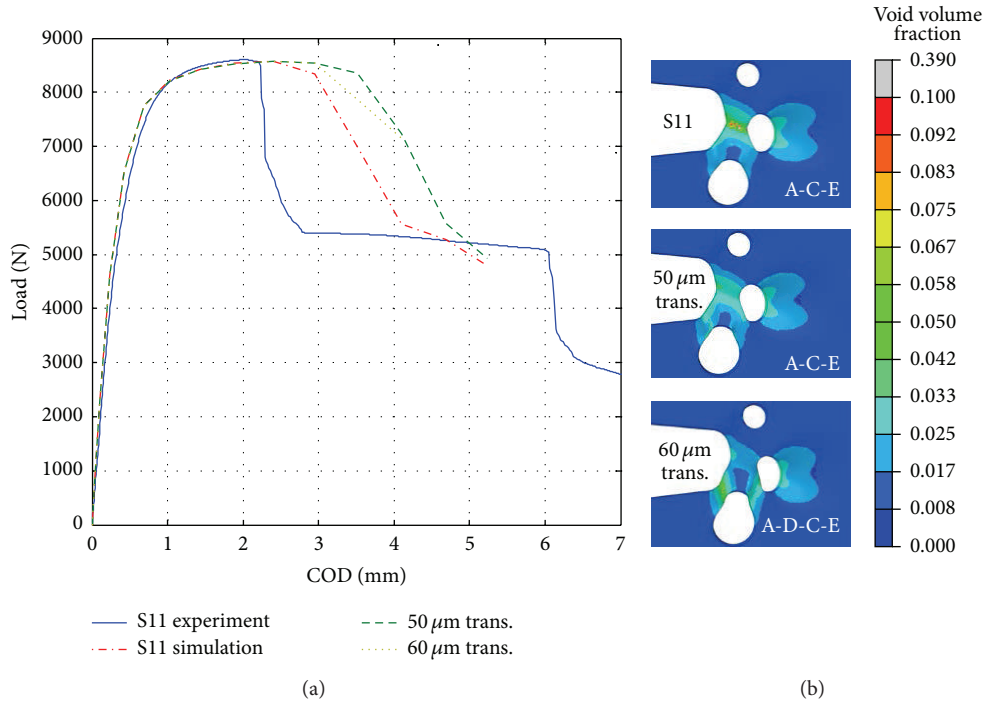 9000
8000
7000
6000
5000
4000
3000
2000
1000
0
Load (N)
0 1 2 3 4 5 6 7
COD (mm)
S11 experiment
S11 simulation
50 μm trans.
60 μm trans.
(a)
S11
A-C-E
50 μm
trans.
A-C-E
60 μm
trans.
A-D-C-E
(b)
Void volume
fraction
0.390
0.100
0.092
0.083
0.075
0.067
0.058
0.050
0.042
0.033
0.025
0.017
0.008
0.000